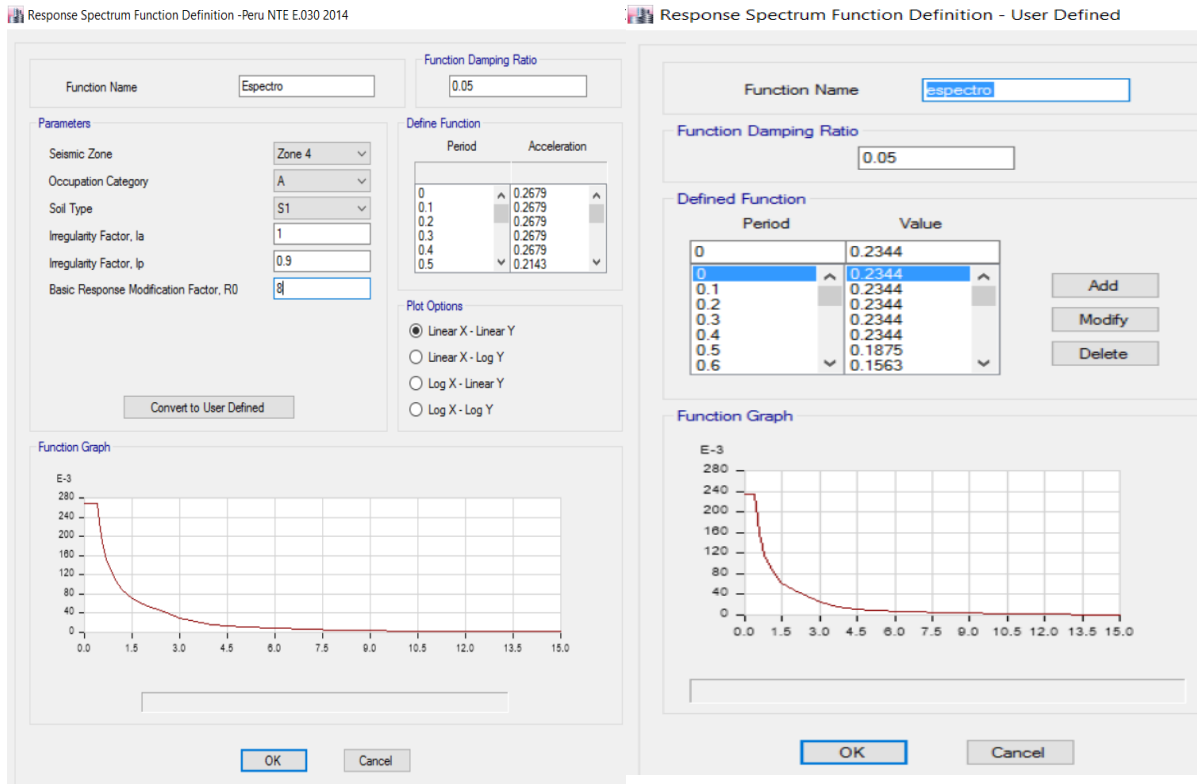 Response Spectrum Function Definition -Peru NTE E.030 2014
Function Name
Espectro
Function Damping Ratio
0.05
Parameters
Seismic Zone
Zone 4
Occupation Category
A
Soil Type
S1
Irregularity Factor, Ia
1
Irregularity Factor, Ip
0.9
Basic Response Modification Factor, R0
8
Convert to User Defined
Define Function
Period Acceleration
0 0.2679
0.1 0.2679
0.2 0.2679
0.3 0.2679
0.4 0.2679
0.5 0.2143
Plot Options
Linear X - Linear Y
Linear X - Log Y
Log X - Linear Y
Log X - Log Y
Function Graph
E-3
280
240
200
160
120
80
40
0
0.0 1.5 3.0 4.5 6.0 7.5 9.0 10.5 12.0 13.5 15.0
OK Cancel
Response Spectrum Function Definition - User Defined
Function Name
espectro
Function Damping Ratio
0.05
Defined Function
Period Value
0 0.2344
0 0.2344
0.1 0.2344
0.2 0.2344
0.3 0.2344
0.4 0.2344
0.5 0.1875
0.6 0.1563
Add
Modify
Delete
Function Graph
E-3
280
240
200
160
120
80
40
0
0.0 1.5 3.0 4.5 6.0 7.5 9.0 10.5 12.0 13.5 15.0
OK Cancel